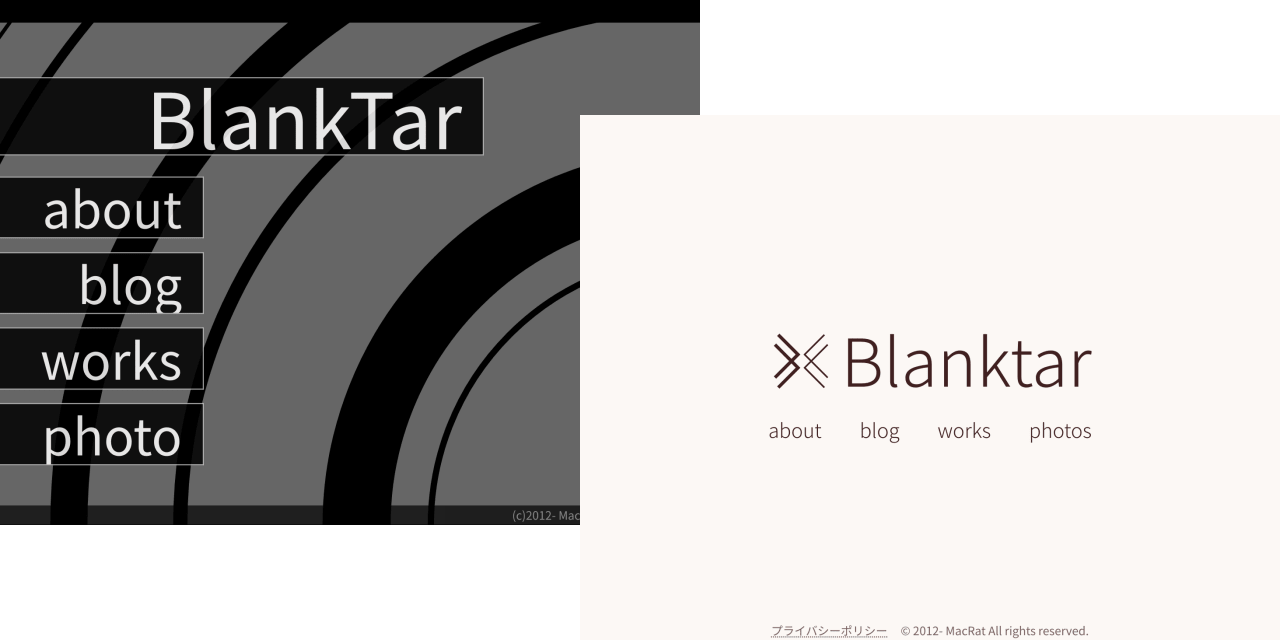 BlankTar
about
blog
works
photo
(c)2012- Mac
Blanktar
about blog works photos
プライバシーポリシー © 2012- MacRat All rights reserved.